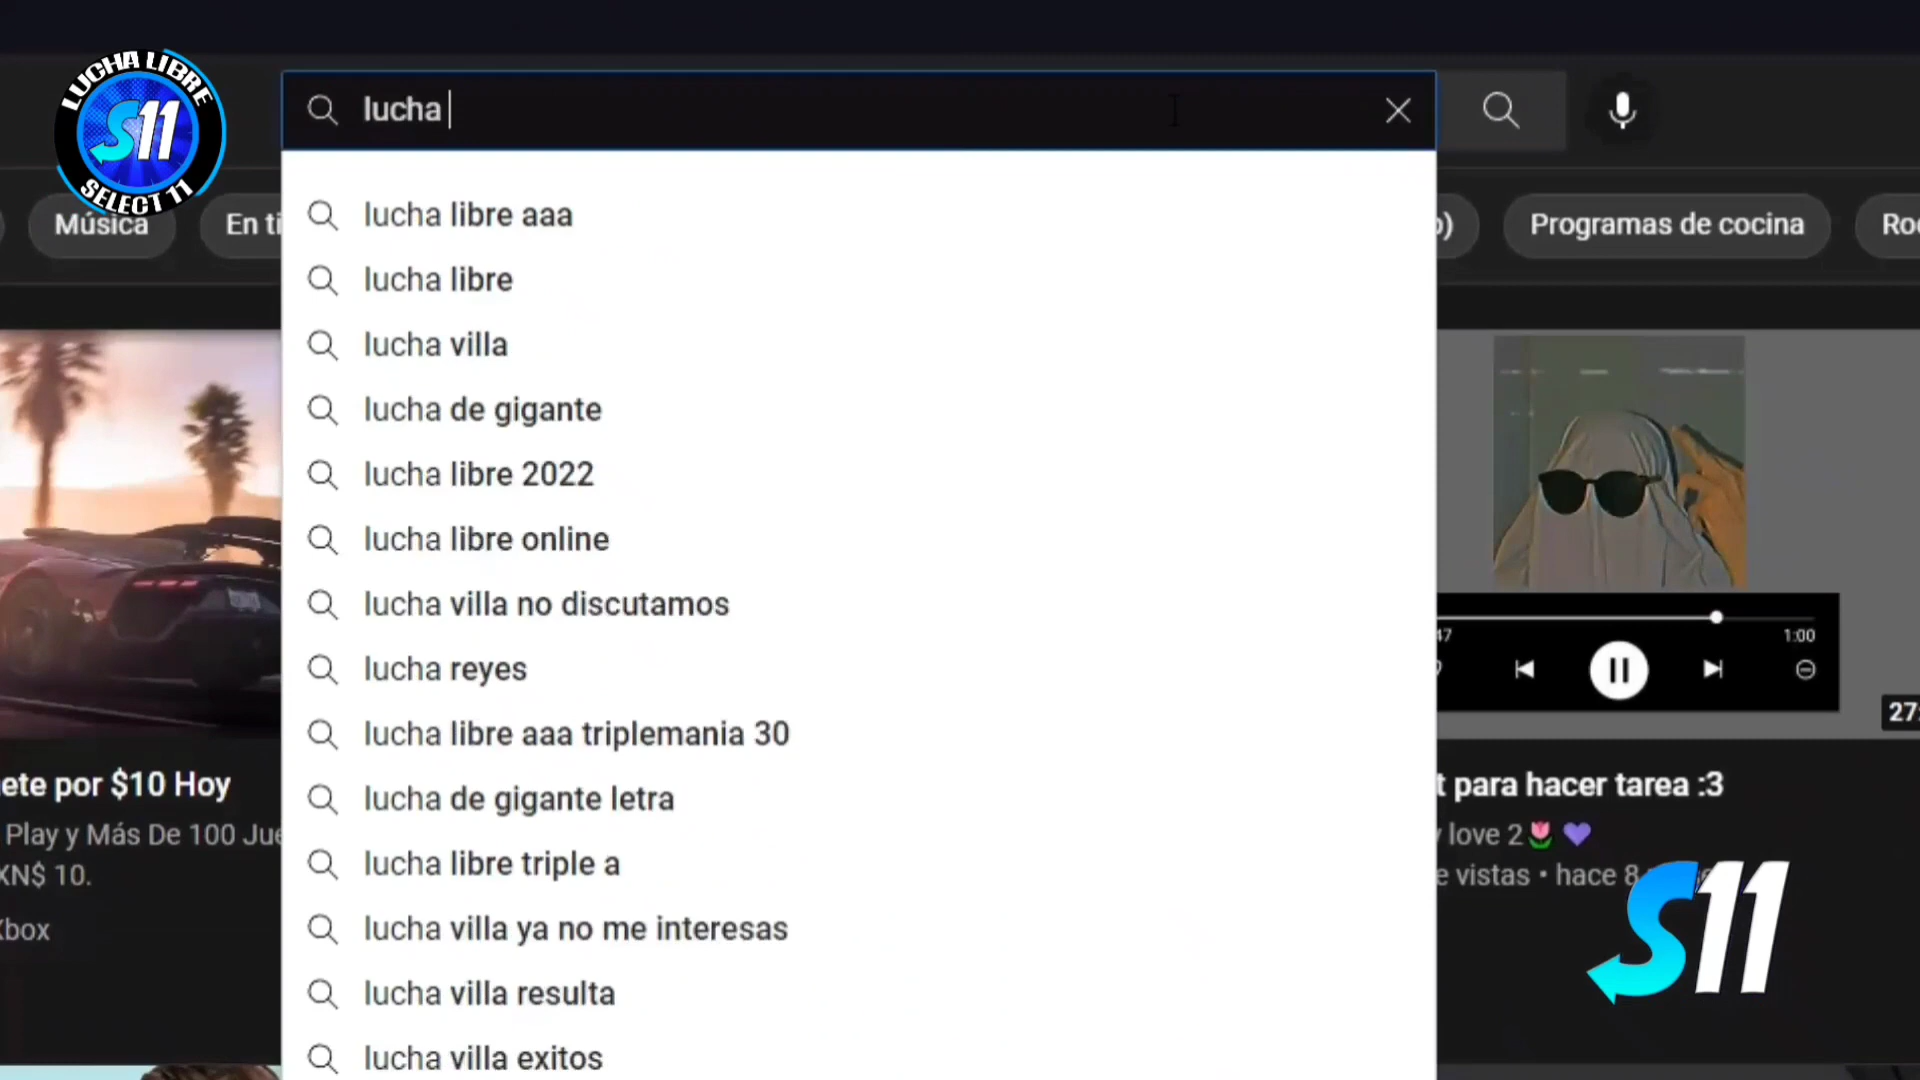 LUCHA LIBRE
S11
SELECT 11
lucha
Música
En ti
Programas de cocina
lucha libre aaa
lucha libre
lucha villa
lucha de gigante
lucha libre 2022
lucha libre online
lucha villa no discutamos
lucha reyes
lucha libre aaa triplemania 30
lucha de gigante letra
lucha libre triple a
lucha villa ya no me interesas
lucha villa resulta
lucha villa exitos
47
1:00
27:
ete por $10 Hoy
Play y Más De 100 Jue
XN$ 10.
Xbox
t para hacer tarea :3
y love 2🌷💜
e vistas • hace 8
S11